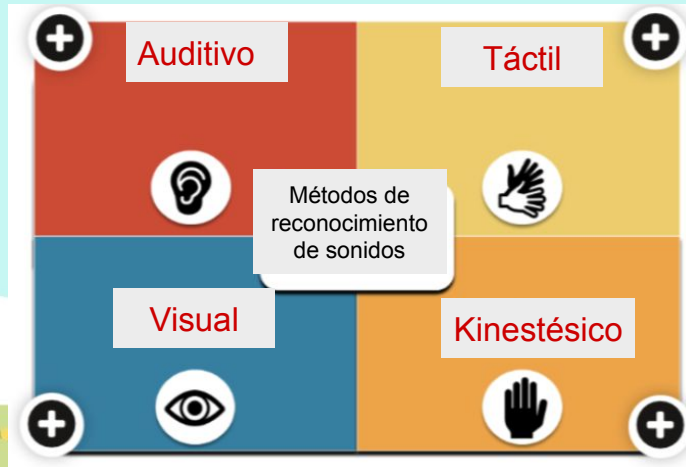 Auditivo
Táctil
Métodos de
reconocimiento
de sonidos
Visual
Kinestésico